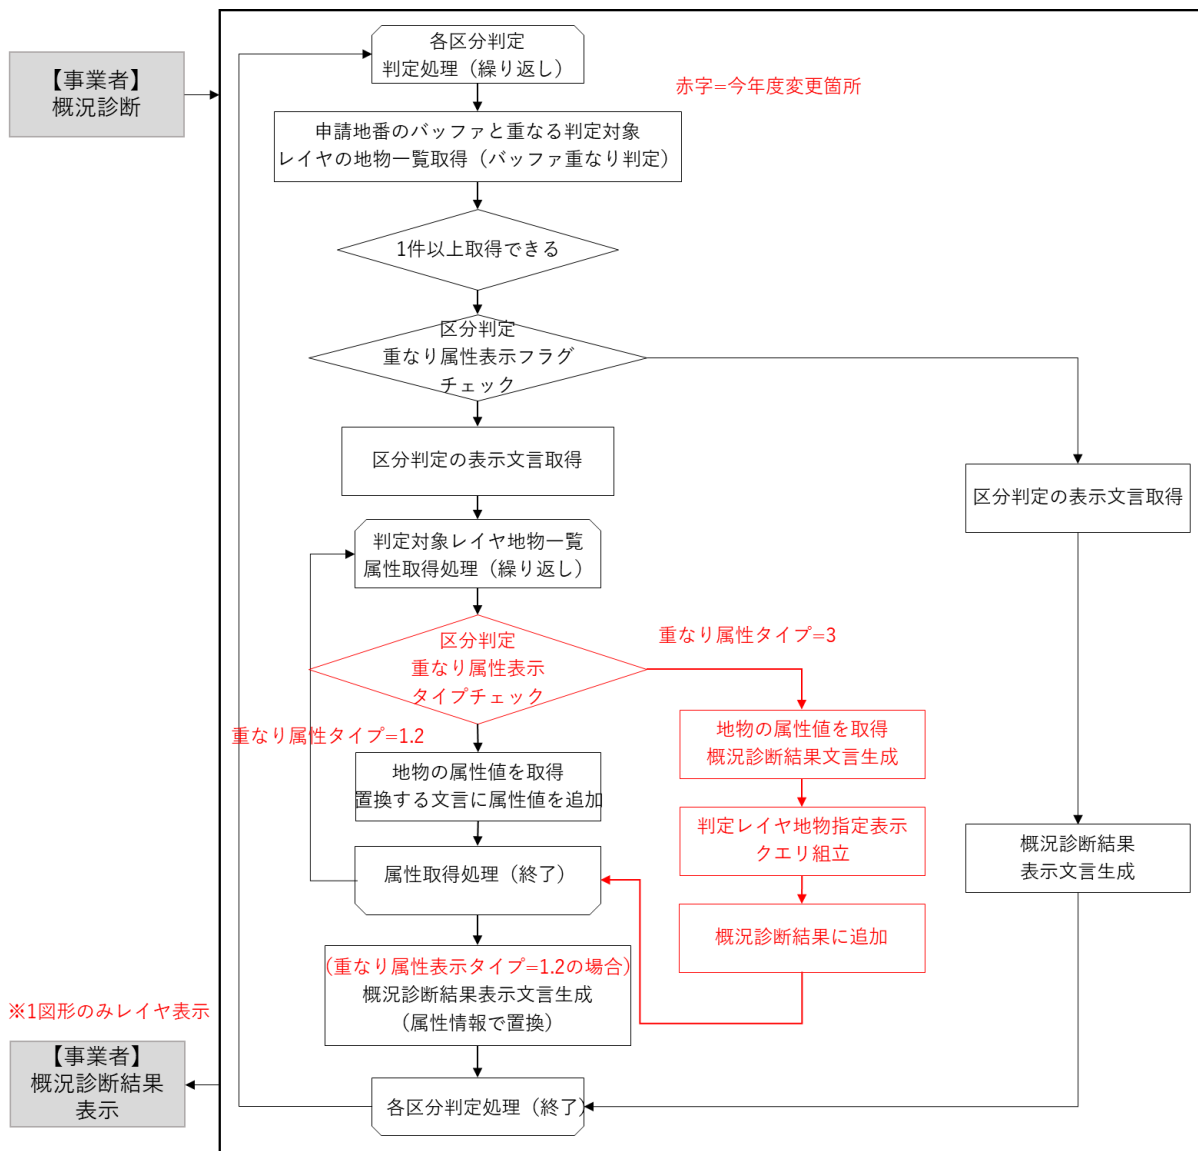 【事業者】
概況診断
各区分判定
判定処理（繰り返し）
赤字=今年度変更箇所
申請地番のバッファと重なる判定対象
レイヤの地物一覧取得（バッファ重なり判定）
1件以上取得できる
区分判定
重なり属性表示フラグ
チェック
区分判定の表示文言取得
区分判定の表示文言取得
判定対象レイヤ地物一覧
属性取得処理（繰り返し）
区分判定
重なり属性表示
タイプチェック
重なり属性タイプ=3
重なり属性タイプ=1.2
地物の属性値を取得
概況診断結果文言生成
地物の属性値を取得
置換する文言に属性値を追加
判定レイヤ地物指定表示
クエリ組立
概況診断結果
表示文言生成
属性取得処理（終了）
概況診断結果に追加
(重なり属性表示タイプ=1.2の場合)
概況診断結果表示文言生成
(属性情報で置換）
※1図形のみレイヤ表示
【事業者】
概況診断結果
表示
各区分判定処理（終了）